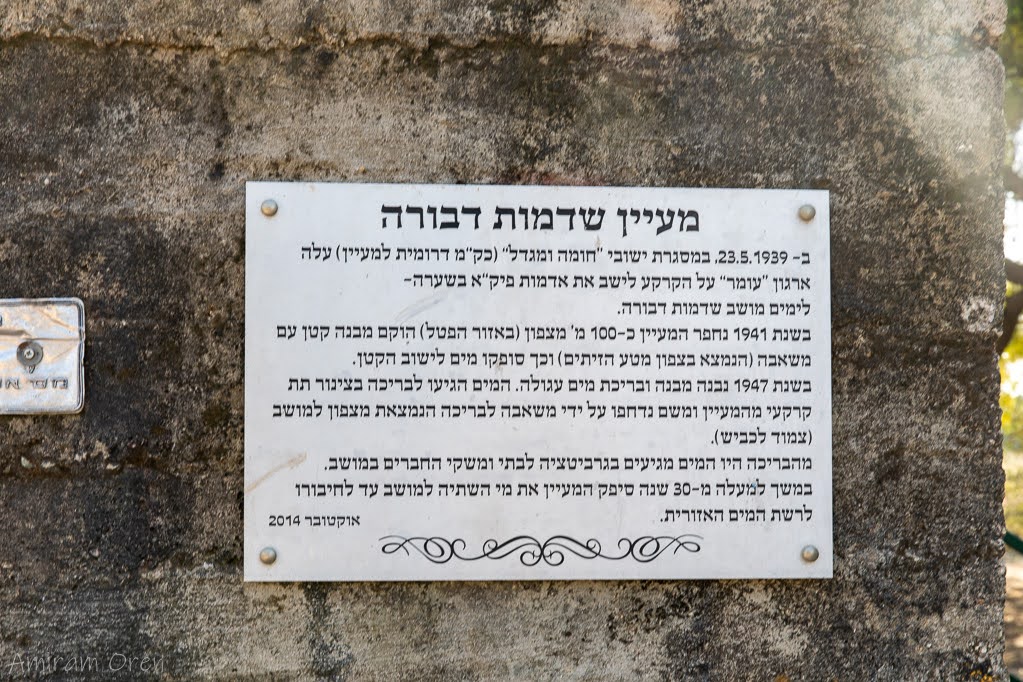 מעיין שדמות דבורה
ב- 23.5.1939, במסגרת ישובי "חומה ומגדל" (כק"מ דרומית למעיין) עלה
ארגון "עומר" על הקרקע לישב את אדמות פיק"א בשערה-
לימים מושב שדמות דבורה.
בשנת 1941 נחפר המעיין כ-100 מ' מצפון (באזור הפטל) הוקם מבנה קטן עם
משאבה (הנמצא בצפון מטע הזיתים) וכך סופקו מים לישוב הקטן.
בשנת 1947 נבנה מבנה ובריכת מים עגולה. המים הגיעו לבריכה בצינור תת
קרקעי מהמעיין ומשם נדחפו על ידי משאבה לבריכה הנמצאת מצפון למושב
(צמוד לכביש).
מהבריכה היו המים מגיעים בגרביטציה לבתי ומשקי החברים במושב.
במשך למעלה מ-30 שנה סיפק המעיין את מי השתיה למושב עד לחיבורו
לרשת המים האזורית.
אוקטובר 2014
Amiram Oren